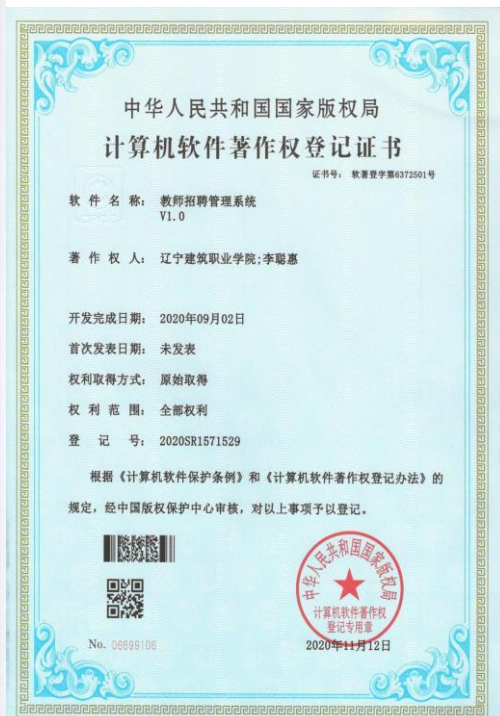 中华人民共和国国家版权局
计算机软件著作权登记证书
证书号： 软著登字第6372501号
软件名称： 教师招聘管理系统
V1.0
著作权人： 辽宁建筑职业学院;李聪惠
开发完成日期： 2020年09月02日
首次发表日期： 未发表
权利取得方式： 原始取得
权利范围： 全部权利
登记号： 2020SR1571529
根据《计算机软件保护条例》和《计算机软件著作权登记办法》的
规定，经中国版权保护中心审核，对以上事项予以登记。
中华人民共和国国家版权局
计算机软件著作权
登记专用章
No. 06699106
2020年11月12日